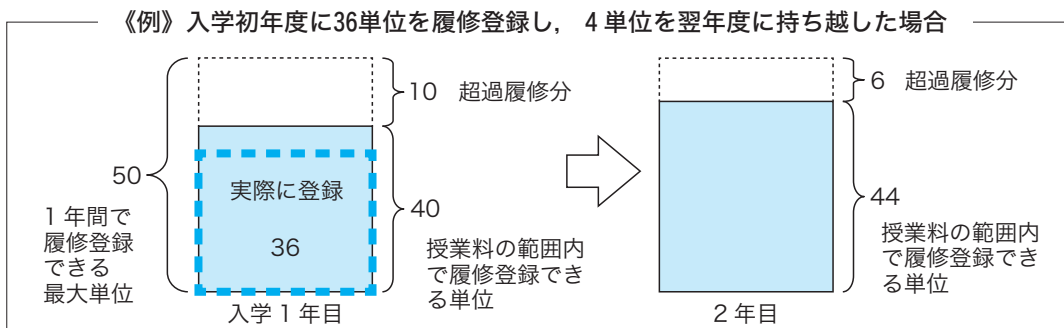 《例》入学初年度に36単位を履修登録し，４単位を翌年度に持ち越した場合
10　超過履修分
50
１年間で
履修登録
できる
最大単位
実際に登録
36
40
授業料の範囲内
で履修登録でき
る単位
入学１年目
6　超過履修分
44
授業料の範囲内
で履修登録でき
る単位
２年目